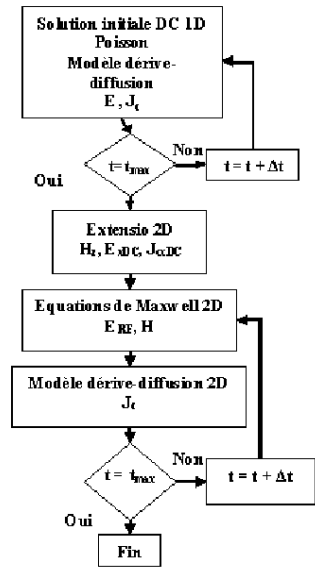 Solution initiale DC 1D
Poisson
Modèle dérive-
diffusion
E , Jc
Non
t = tmax
t = t + Δt
Oui
Extensio 2D
Hz, ExDC, JcxDC
Equations de Maxwell 2D
ERF, H
Modèle dérive-diffusion 2D
Jc
Non
t = tmax
t = t + Δt
Oui
Fin